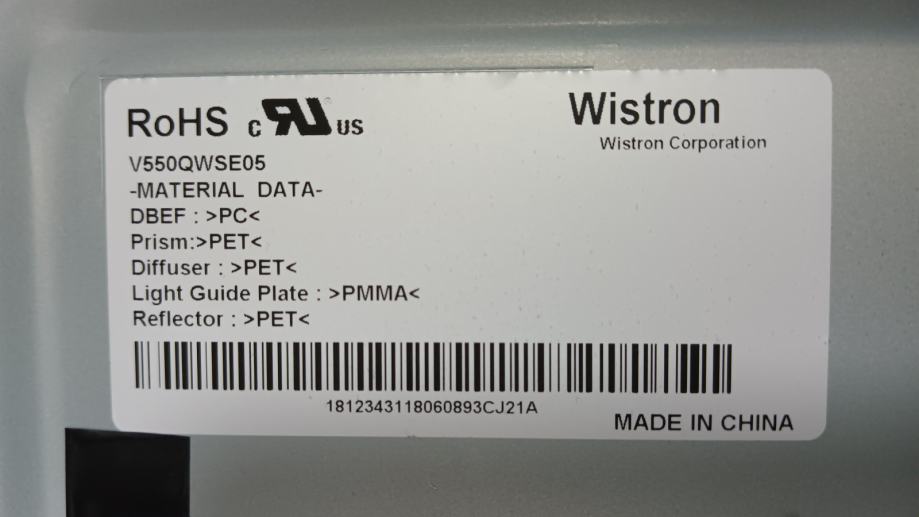 RoHS c RU US
Wistron
Wistron Corporation
V550QWSE05
-MATERIAL DATA-
DBEF : >PC<
Prism:>PET<
Diffuser : >PET<
Light Guide Plate : >PMMA<
Reflector : >PET<
1812343118060893CJ21A
MADE IN CHINA